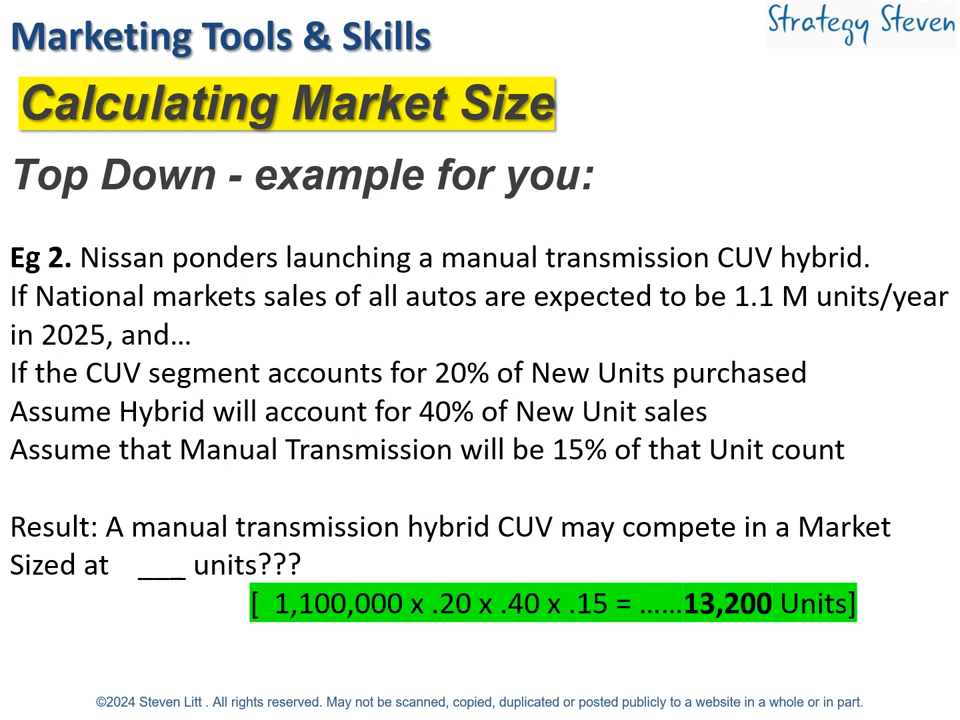 Marketing Tools & Skills
Strategy Steven
Calculating Market Size
Top Down - example for you:
Eg 2. Nissan ponders launching a manual transmission CUV hybrid.
If National markets sales of all autos are expected to be 1.1 M units/year
in 2025, and…
If the CUV segment accounts for 20% of New Units purchased
Assume Hybrid will account for 40% of New Unit sales
Assume that Manual Transmission will be 15% of that Unit count
Result: A manual transmission hybrid CUV may compete in a Market
Sized at ___ units???
[ 1,100,000 x .20 x .40 x .15 = ……13,200 Units]
©2024 Steven Litt . All rights reserved. May not be scanned, copied, duplicated or posted publicly to a website in a whole or in part.